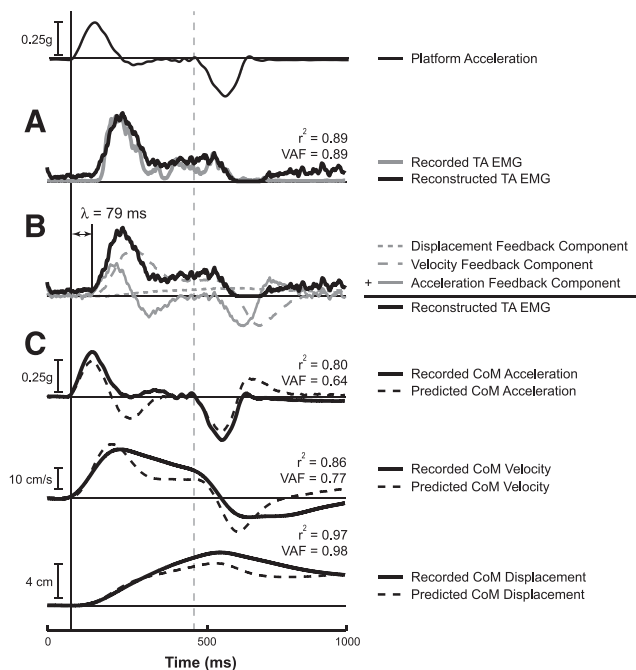 0.25g
Platform Acceleration
A
r² = 0.89
VAF = 0.89
Recorded TA EMG
Reconstructed TA EMG
B
λ = 79 ms
Displacement Feedback Component
Velocity Feedback Component
+ Acceleration Feedback Component
Reconstructed TA EMG
C
0.25g
r² = 0.80
VAF = 0.64
Recorded CoM Acceleration
Predicted CoM Acceleration
10 cm/s
r² = 0.86
VAF = 0.77
Recorded CoM Velocity
Predicted CoM Velocity
4 cm
r² = 0.97
VAF = 0.98
Recorded CoM Displacement
Predicted CoM Displacement
0 500 1000
Time (ms)